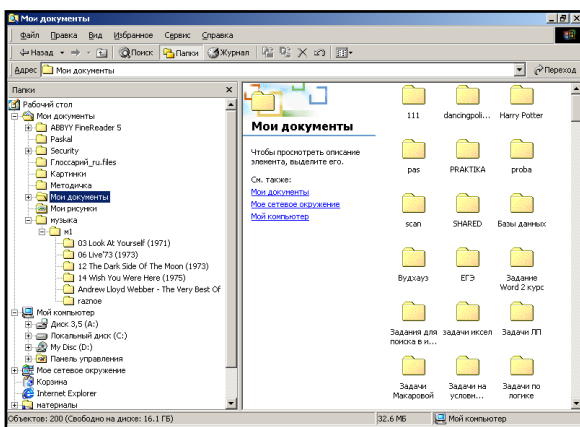 Мои документы
Файл Правка Вид Избранное Сервис Справка
Назад Поиск Папки Журнал
Адрес Мои документы Переход
Папки
Рабочий стол
Мои документы
ABBYY FineReader 5
Paskal
Security
Глоссарий_ru.files
Картинки
Методичка
Мои документы
Мои рисунки
музыка
м1
03 Look At Yourself (1971)
06 Live'73 (1973)
12 The Dark Side Of The Moon (1973)
14 Wish You Were Here (1975)
Andrew Lloyd Webber - The Very Best Of
raznoe
Мой компьютер
Диск 3,5 (A:)
Локальный диск (C:)
My Disc (D:)
Панель управления
Мое сетевое окружение
Корзина
Internet Explorer
материалы
Мои документы
Чтобы просмотреть описание
элемента, выделите его.
См. также:
Мои документы
Мое сетевое окружение
Мой компьютер
111 dancingpoli... Harry Potter
pas PRAKTIKA proba
scan SHARED Базы данных
Вудхауз ЕГЭ Задание
Word 2 курс
Задания для задачи иксел Задачи ЛП
поиска в и...
Задачи Задачи на Задачи по
Макаровой условн... логике
Объектов: 200 (Свободно на диске: 16.1 ГБ) 32.6 МБ Мой компьютер